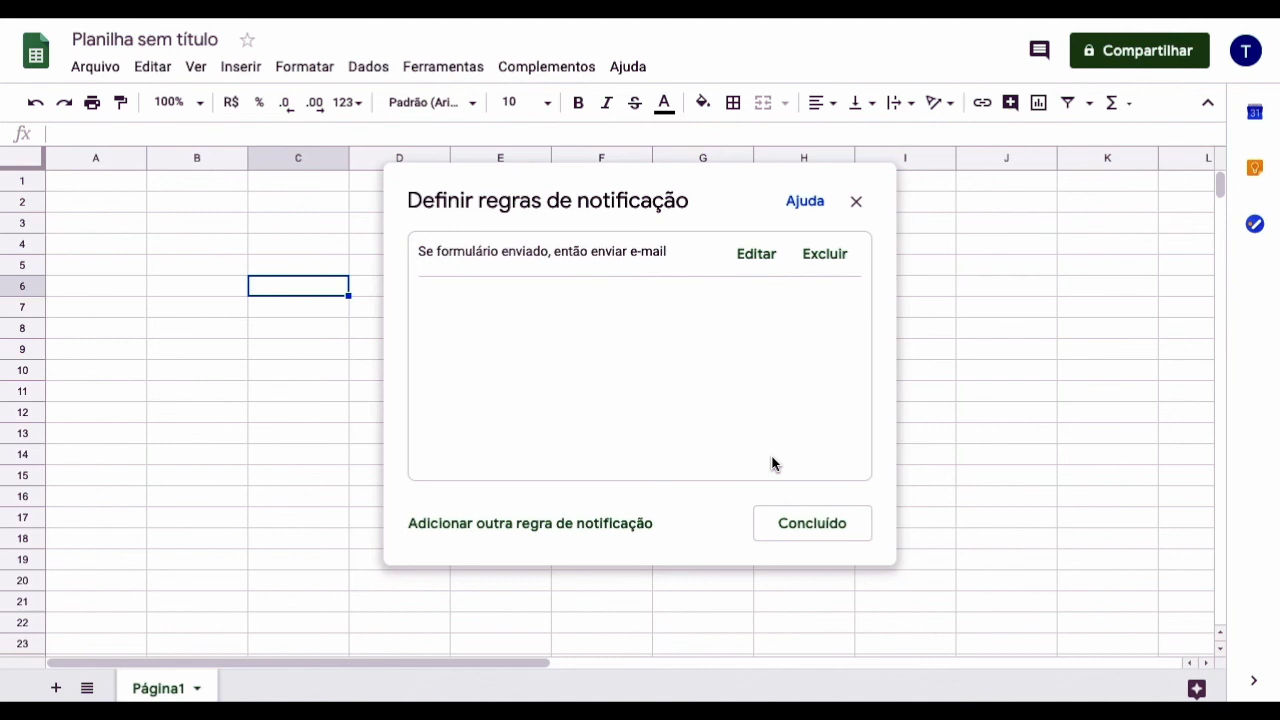 Planilha sem título
Arquivo Editar Ver Inserir Formatar Dados Ferramentas Complementos Ajuda
Compartilhar T
100% R$ % .0 .00 123 Padrão (Ari... 10 B I S A Σ
31
fx
A B C D E F G H I J K L
1
2
3
4
5
6
7
8
9
10
11
12
13
14
15
16
17
18
19
20
21
22
23
Definir regras de notificação Ajuda
Se formulário enviado, então enviar e-mail Editar Excluir
Adicionar outra regra de notificação Concluído
Página1